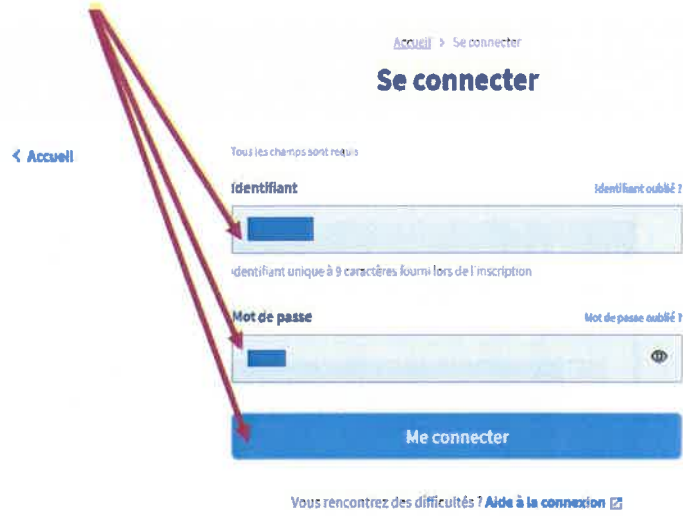 Accueil > Se connecter
Se connecter
< Accueil
Tous les champs sont requis
Identifiant
Identifiant oublié ?
Identifiant unique à 9 caractères fourni lors de l'inscription
Mot de passe
Mot de passe oublié ?
Me connecter
Vous rencontrez des difficultés ? Aide à la connexion